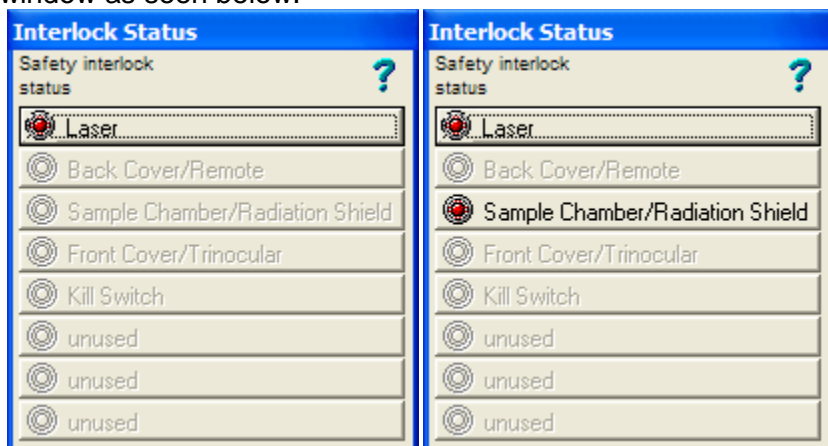 window as seen below.
Interlock Status
Safety interlock
status
?
Laser
Back Cover/Remote
Sample Chamber/Radiation Shield
Front Cover/Trinocular
Kill Switch
unused
unused
unused
Interlock Status
Safety interlock
status
?
Laser
Back Cover/Remote
Sample Chamber/Radiation Shield
Front Cover/Trinocular
Kill Switch
unused
unused
unused